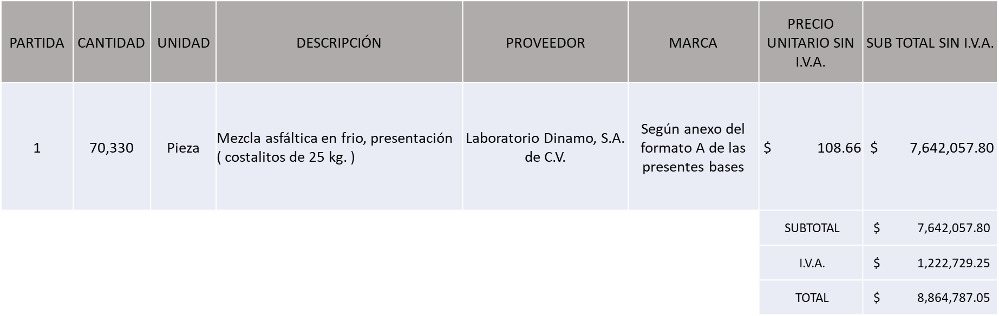 PARTIDA CANTIDAD UNIDAD DESCRIPCIÓN PROVEEDOR MARCA PRECIO UNITARIO SIN I.V.A. SUB TOTAL SIN I.V.A.
1 70,330 Pieza
Mezcla asfáltica en frio, presentación
( costalitos de 25 kg. )
Laboratorio Dinamo, S.A.
de C.V.
Según anexo del
formato A de las
presentes bases
$ 108.66 $ 7,642,057.80
SUBTOTAL $ 7,642,057.80
I.V.A. $ 1,222,729.25
TOTAL $ 8,864,787.05